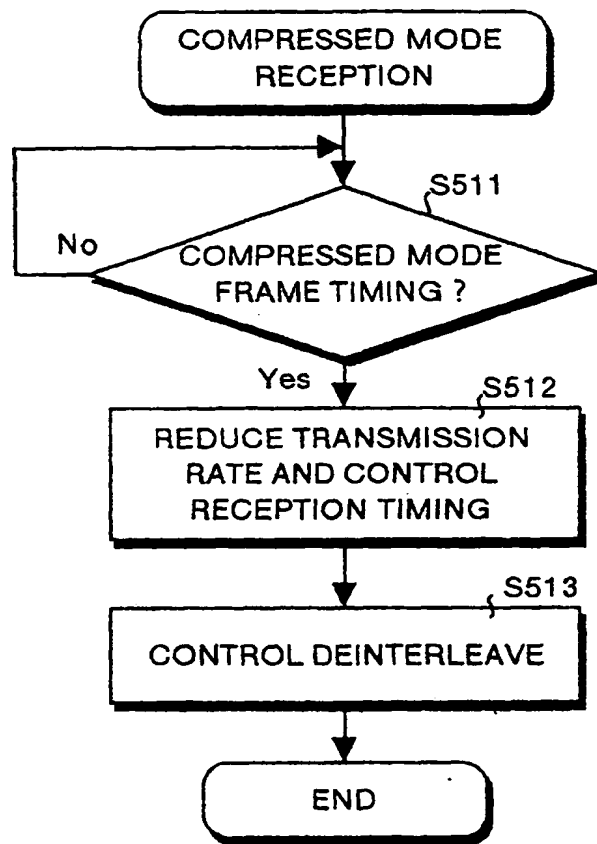 COMPRESSED MODE
RECEPTION
S511
No
COMPRESSED MODE
FRAME TIMING ?
Yes
S512
REDUCE TRANSMISSION
RATE AND CONTROL
RECEPTION TIMING
S513
CONTROL DEINTERLEAVE
END